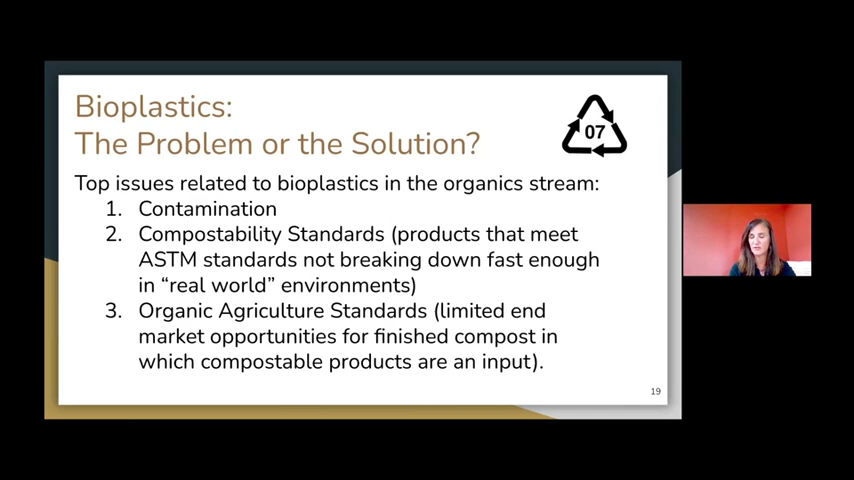 Bioplastics:
The Problem or the Solution?
07
Top issues related to bioplastics in the organics stream:
1. Contamination
2. Compostability Standards (products that meet
ASTM standards not breaking down fast enough
in “real world” environments)
3. Organic Agriculture Standards (limited end
market opportunities for finished compost in
which compostable products are an input).
19